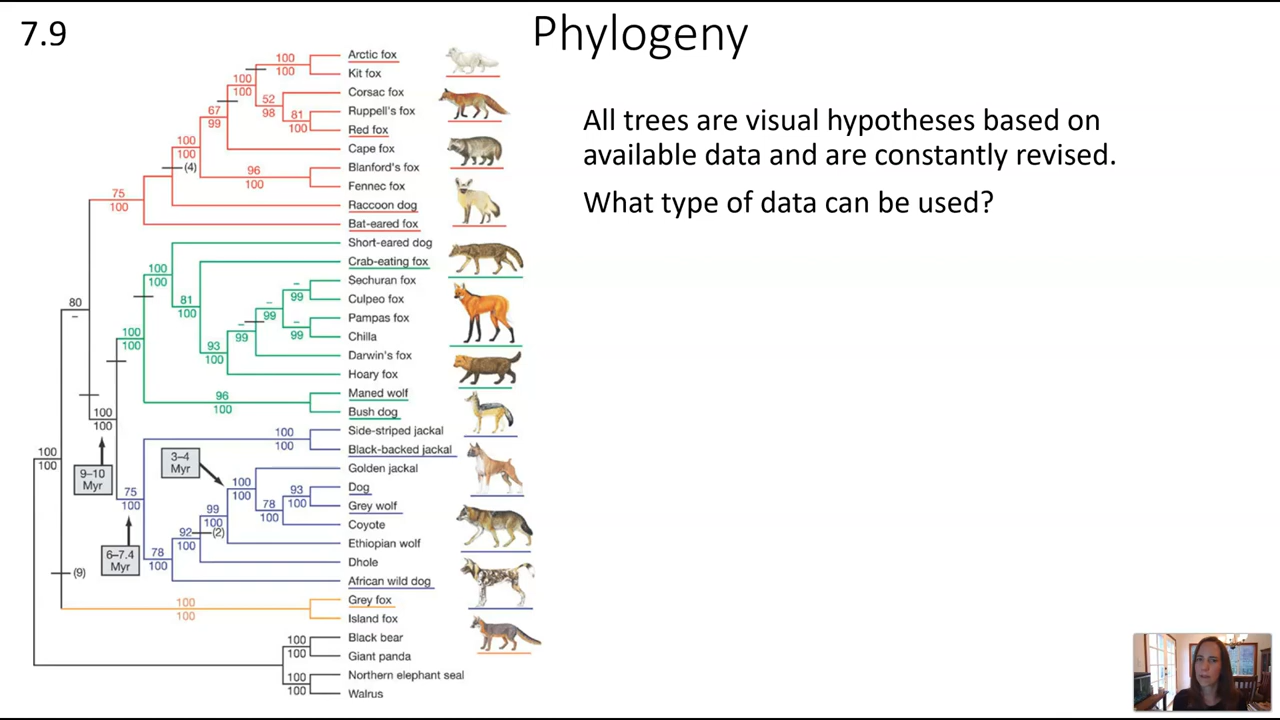 7.9
Phylogeny
All trees are visual hypotheses based on
available data and are constantly revised.
What type of data can be used?
Arctic fox
Kit fox
Corsac fox
Ruppell's fox
Red fox
Cape fox
Blanford's fox
Fennec fox
Raccoon dog
Bat-eared fox
Short-eared dog
Crab-eating fox
Sechuran fox
Culpeo fox
Pampas fox
Chilla
Darwin's fox
Hoary fox
Maned wolf
Bush dog
Side-striped jackal
Black-backed jackal
Golden jackal
Dog
Grey wolf
Coyote
Ethiopian wolf
Dhole
African wild dog
Grey fox
Island fox
Black bear
Giant panda
Northern elephant seal
Walrus
100
100
100
100
52
98
81
100
67
99
100
100
(4)
96
100
75
100
100
100
81
100
–
99
–
99
–
99
–
99
93
100
80
–
100
100
96
100
100
100
100
100
100
100
9–10
Myr
3–4
Myr
75
100
100
100
93
100
78
100
99
100
92
100
(2)
6–7.4
Myr
78
100
(9)
100
100
100
100
100
100